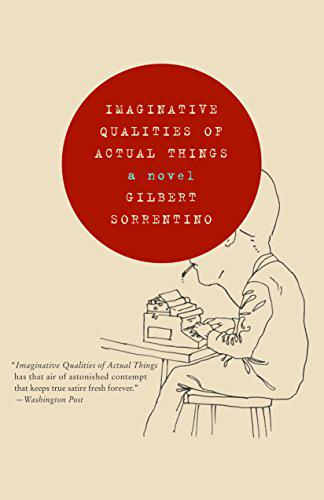 IMAGINATIVE
QUALITIES OF
ACTUAL THINGS
a novel
GILBERT
SORRENTINO
“Imaginative Qualities of Actual Things
has that air of astonished contempt
that keeps true satire fresh forever.”
—Washington Post